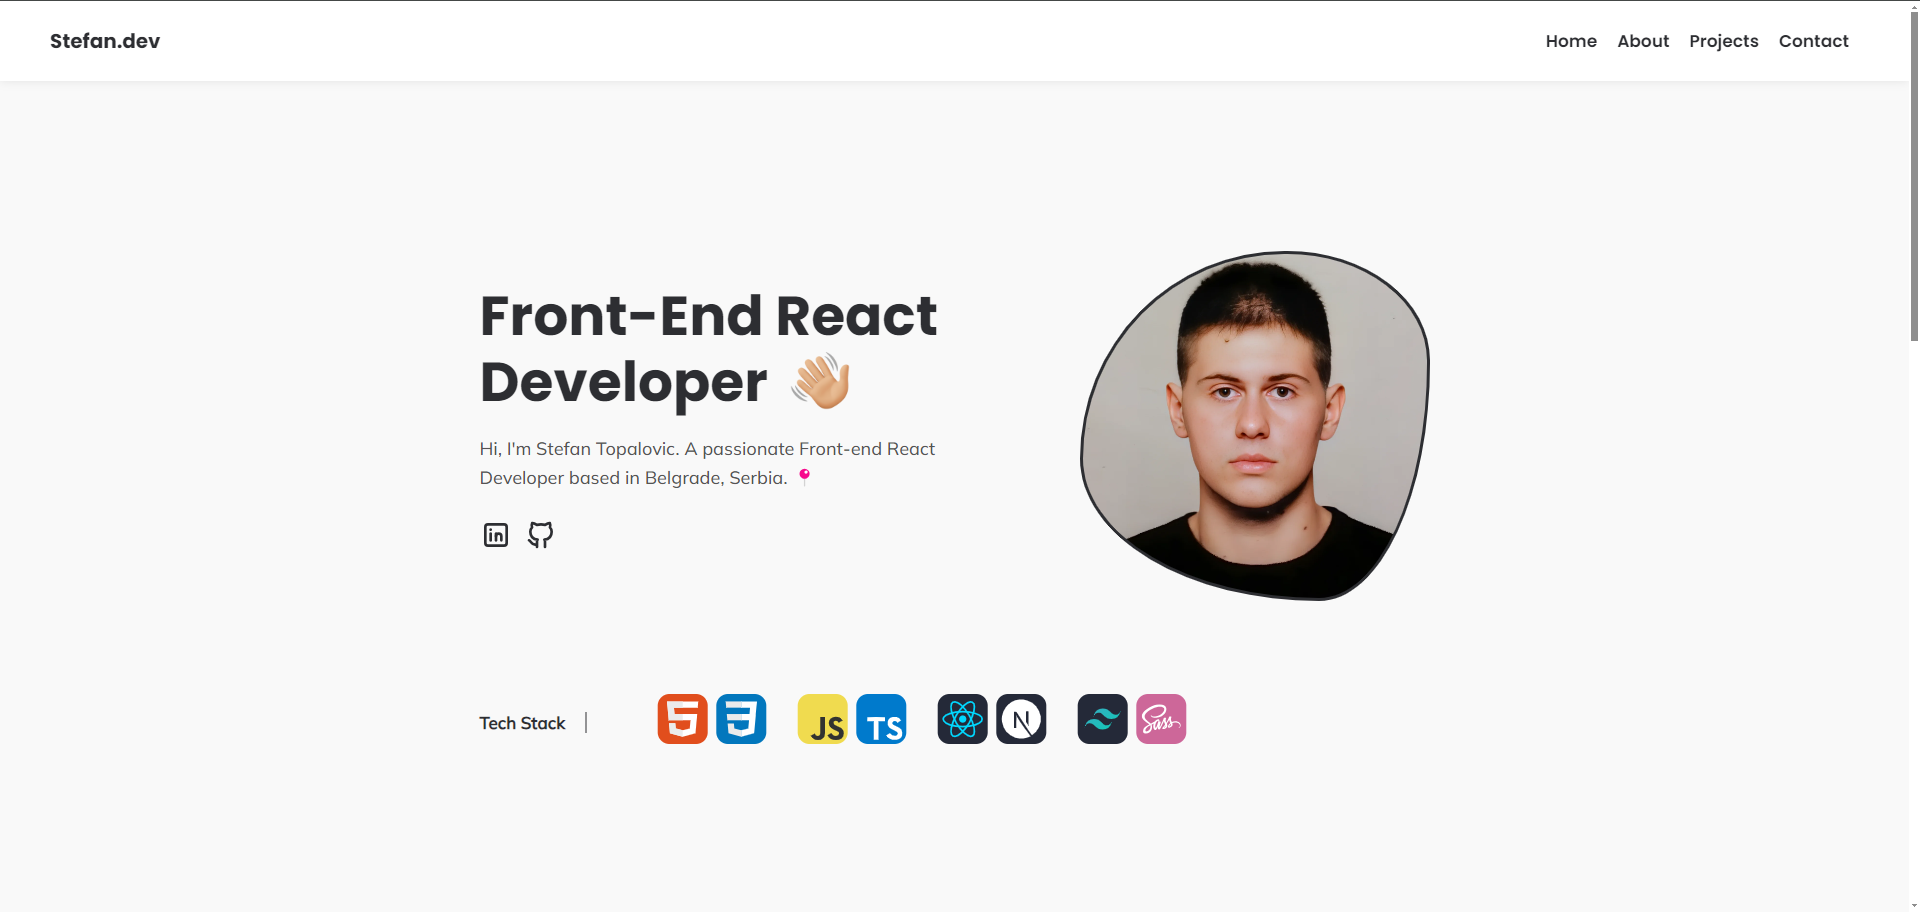 Stefan.dev
Home About Projects Contact
Front-End React
Developer 👋🏼
Hi, I'm Stefan Topalovic. A passionate Front-end React
Developer based in Belgrade, Serbia. 📍
in
Tech Stack |
5 3 JS TS N Sass